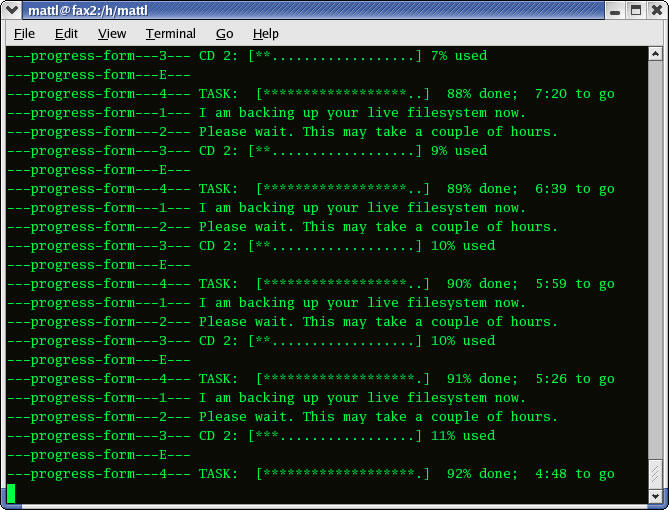 mattl@fax2:/h/mattl
File Edit View Terminal Go Help
---progress-form---3--- CD 2: [**..................] 7% used
---progress-form---E---
---progress-form---4--- TASK:  [******************..]  88% done;  7:20 to go
---progress-form---1--- I am backing up your live filesystem now.
---progress-form---2--- Please wait. This may take a couple of hours.
---progress-form---3--- CD 2: [**..................] 9% used
---progress-form---E---
---progress-form---4--- TASK:  [******************..]  89% done;  6:39 to go
---progress-form---1--- I am backing up your live filesystem now.
---progress-form---2--- Please wait. This may take a couple of hours.
---progress-form---3--- CD 2: [**..................] 10% used
---progress-form---E---
---progress-form---4--- TASK:  [******************..]  90% done;  5:59 to go
---progress-form---1--- I am backing up your live filesystem now.
---progress-form---2--- Please wait. This may take a couple of hours.
---progress-form---3--- CD 2: [**..................] 10% used
---progress-form---E---
---progress-form---4--- TASK:  [*******************.]  91% done;  5:26 to go
---progress-form---1--- I am backing up your live filesystem now.
---progress-form---2--- Please wait. This may take a couple of hours.
---progress-form---3--- CD 2: [***.................] 11% used
---progress-form---E---
---progress-form---4--- TASK:  [*******************.]  92% done;  4:48 to go